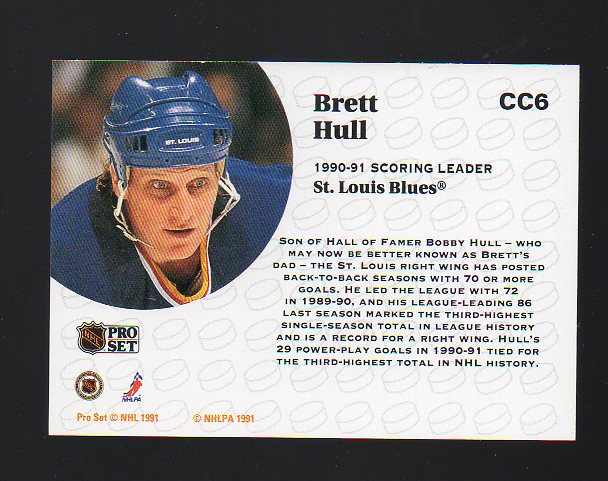 Brett
Hull
CC6
1990-91 SCORING LEADER
St. Louis Blues®
ST. LOUIS
SON OF HALL OF FAMER BOBBY HULL – WHO
MAY NOW BE BETTER KNOWN AS BRETT'S
DAD – THE ST. LOUIS RIGHT WING HAS POSTED
BACK-TO-BACK SEASONS WITH 70 OR MORE
GOALS. HE LED THE LEAGUE WITH 72
IN 1989-90, AND HIS LEAGUE-LEADING 86
LAST SEASON MARKED THE THIRD-HIGHEST
SINGLE-SEASON TOTAL IN LEAGUE HISTORY
AND IS A RECORD FOR A RIGHT WING. HULL'S
29 POWER-PLAY GOALS IN 1990-91 TIED FOR
THE THIRD-HIGHEST TOTAL IN NHL HISTORY.
NHL PRO
SET
NHLPA
Pro Set © NHL 1991 © NHLPA 1991